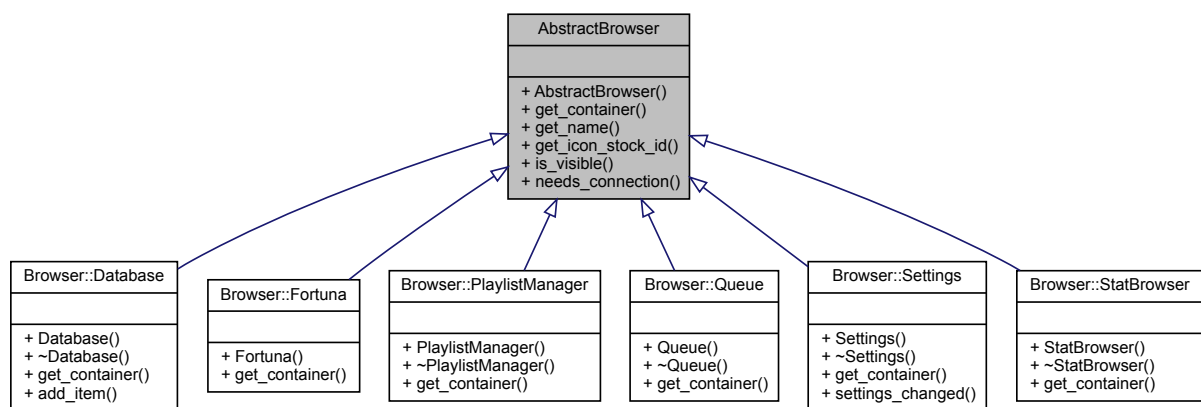 AbstractBrowser
+ AbstractBrowser()
+ get_container()
+ get_name()
+ get_icon_stock_id()
+ is_visible()
+ needs_connection()
Browser::Database
+ Database()
+ ~Database()
+ get_container()
+ add_item()
Browser::Fortuna
+ Fortuna()
+ get_container()
Browser::PlaylistManager
+ PlaylistManager()
+ ~PlaylistManager()
+ get_container()
Browser::Queue
+ Queue()
+ ~Queue()
+ get_container()
Browser::Settings
+ Settings()
+ ~Settings()
+ get_container()
+ settings_changed()
Browser::StatBrowser
+ StatBrowser()
+ ~StatBrowser()
+ get_container()